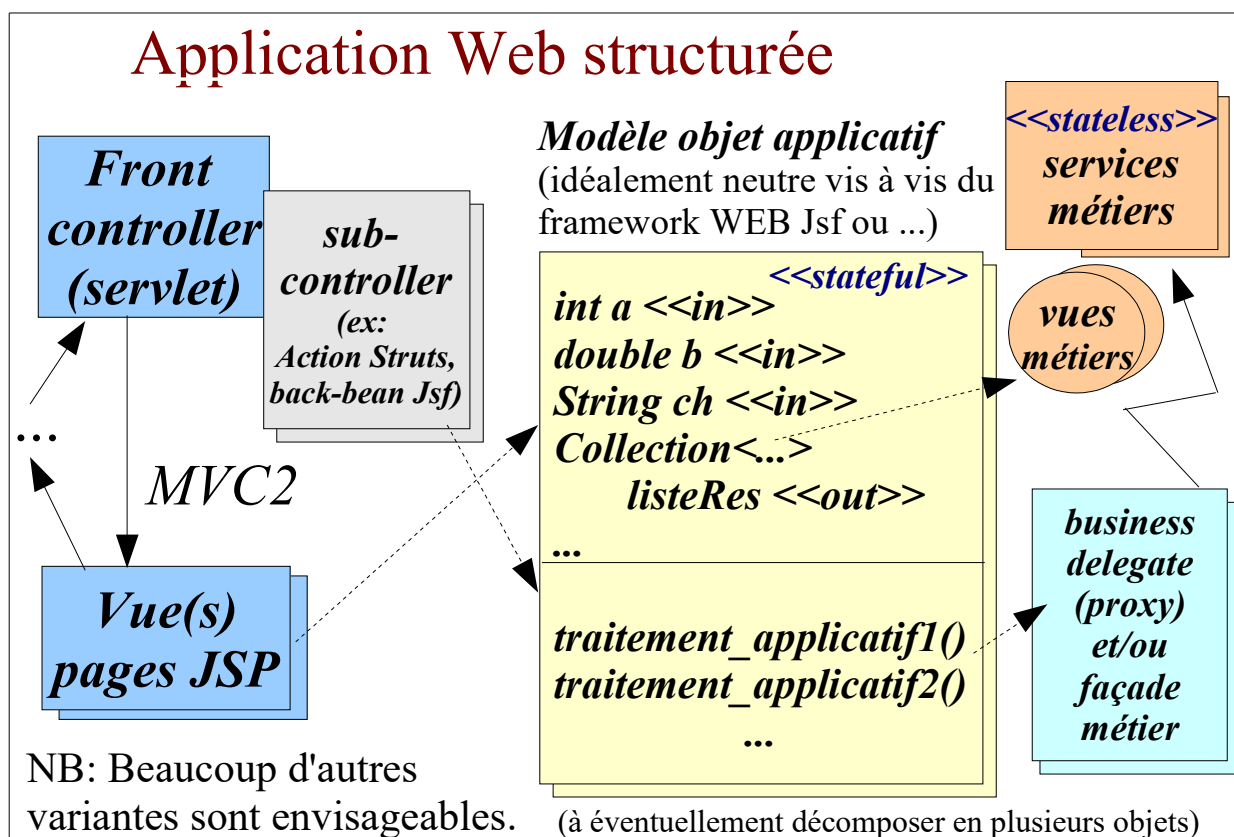 Application Web structurée
Front
controller
(servlet)
sub-
controller
(ex:
Action Struts,
back-bean Jsf)
...
MVC2
Vue(s)
pages JSP
NB: Beaucoup d'autres
variantes sont envisageables.
Modèle objet applicatif
(idéalement neutre vis à vis du
framework WEB Jsf ou ...)
<<stateful>>
int a <<in>>
double b <<in>>
String ch <<in>>
Collection<...>
listeRes <<out>>
...
traitement_applicatif1()
traitement_applicatif2()
...
(à éventuellement décomposer en plusieurs objets)
<<stateless>>
services
métiers
vues
métiers
business
delegate
(proxy)
et/ou
façade
métier